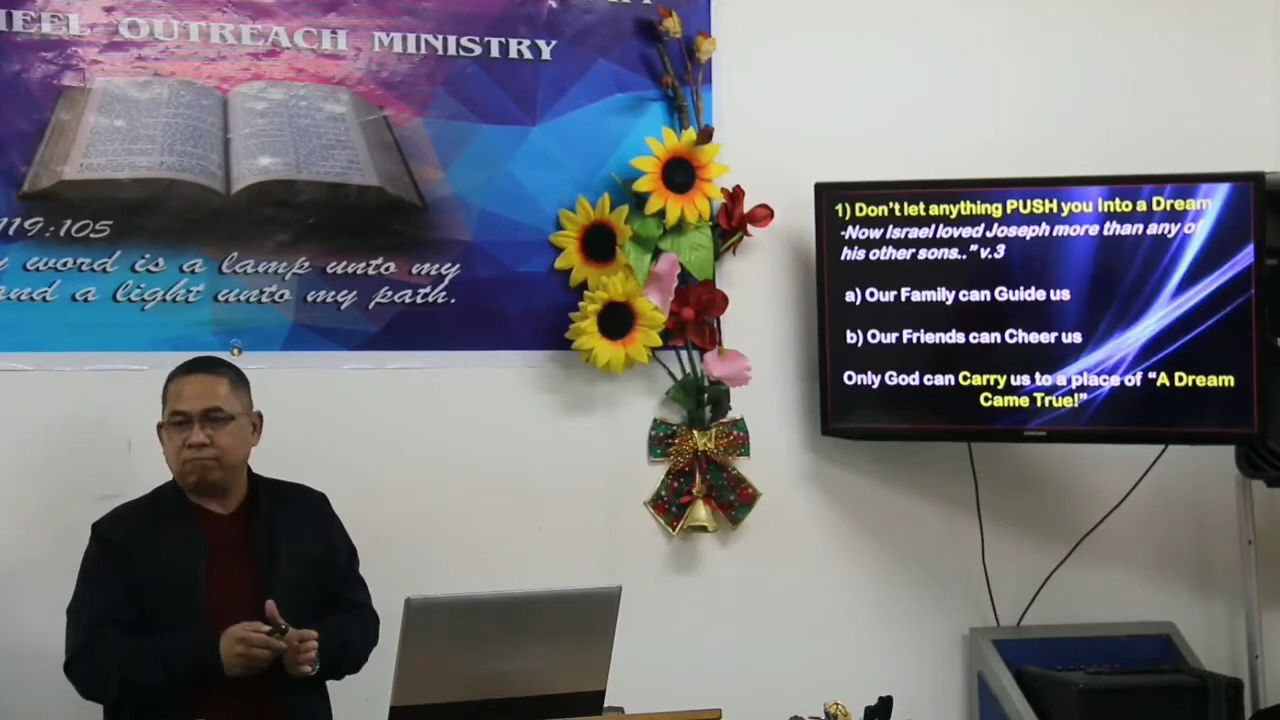 OUTREACH MINISTRY
119:105
word is a lamp unto my
and a light unto my path.
1) Don't let anything PUSH you Into a Dream
-Now Israel loved Joseph more than any
his other sons.." v.3
a) Our Family can Guide us
b) Our Friends can Cheer us
Only God can Carry us to a place of "A Dream
Came True!"
SAMSUNG